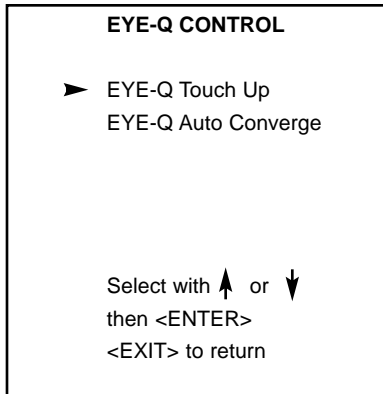 EYE-Q CONTROL
EYE-Q Touch Up
EYE-Q Auto Converge
Select with or
then <ENTER>
<EXIT> to return